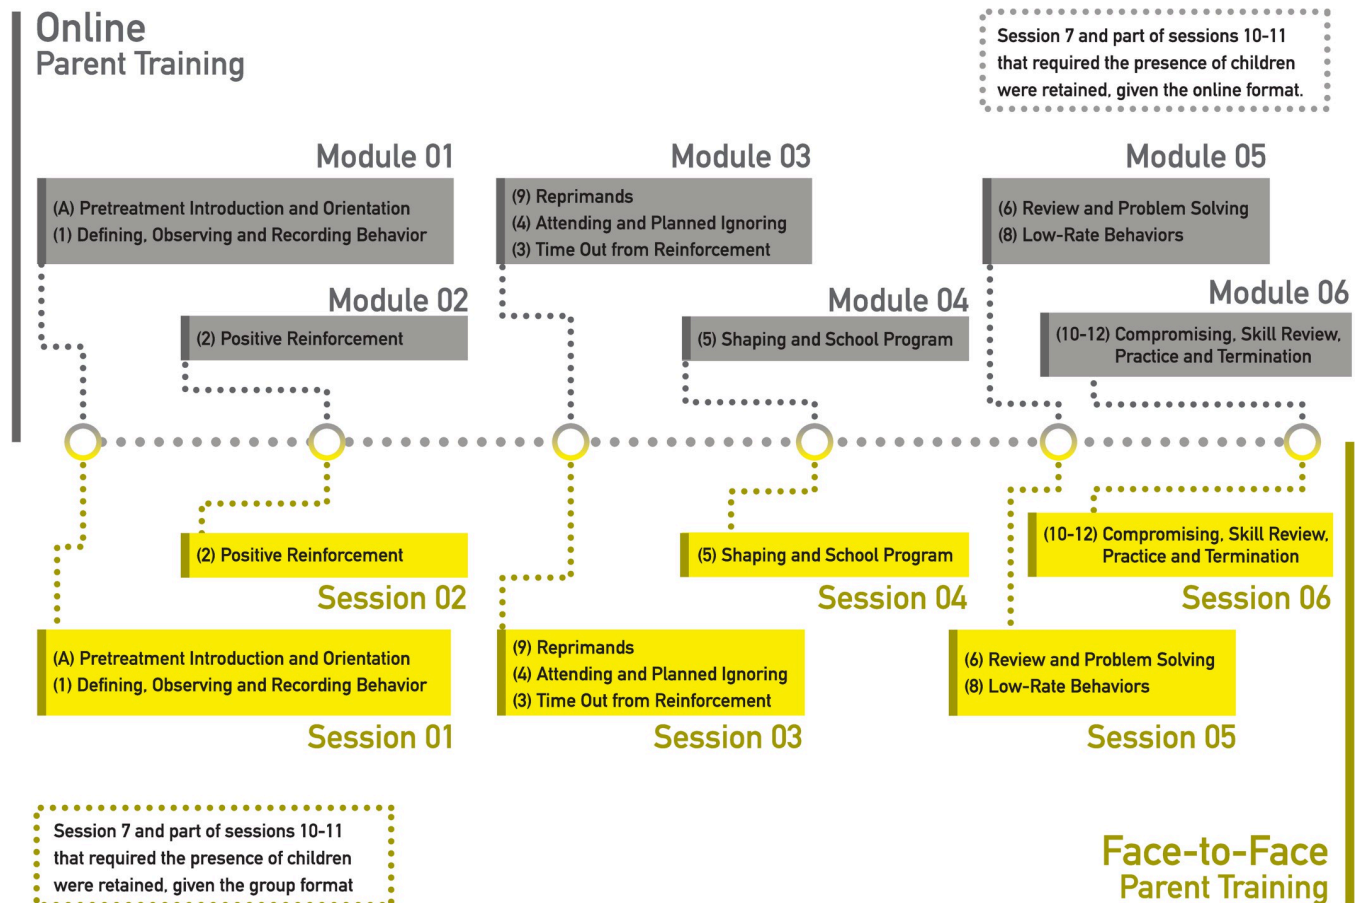 Online
Parent Training
Session 7 and part of sessions 10-11
that required the presence of children
were retained, given the online format.
Module 01
(A) Pretreatment Introduction and Orientation
(1) Defining, Observing and Recording Behavior
Module 02
(2) Positive Reinforcement
Module 03
(9) Reprimands
(4) Attending and Planned Ignoring
(3) Time Out from Reinforcement
Module 04
(5) Shaping and School Program
Module 05
(6) Review and Problem Solving
(8) Low-Rate Behaviors
Module 06
(10-12) Compromising, Skill Review,
Practice and Termination
(2) Positive Reinforcement
Session 02
(A) Pretreatment Introduction and Orientation
(1) Defining, Observing and Recording Behavior
Session 01
(9) Reprimands
(4) Attending and Planned Ignoring
(3) Time Out from Reinforcement
Session 03
(5) Shaping and School Program
Session 04
(6) Review and Problem Solving
(8) Low-Rate Behaviors
Session 05
(10-12) Compromising, Skill Review,
Practice and Termination
Session 06
Session 7 and part of sessions 10-11
that required the presence of children
were retained, given the group format
Face-to-Face
Parent Training